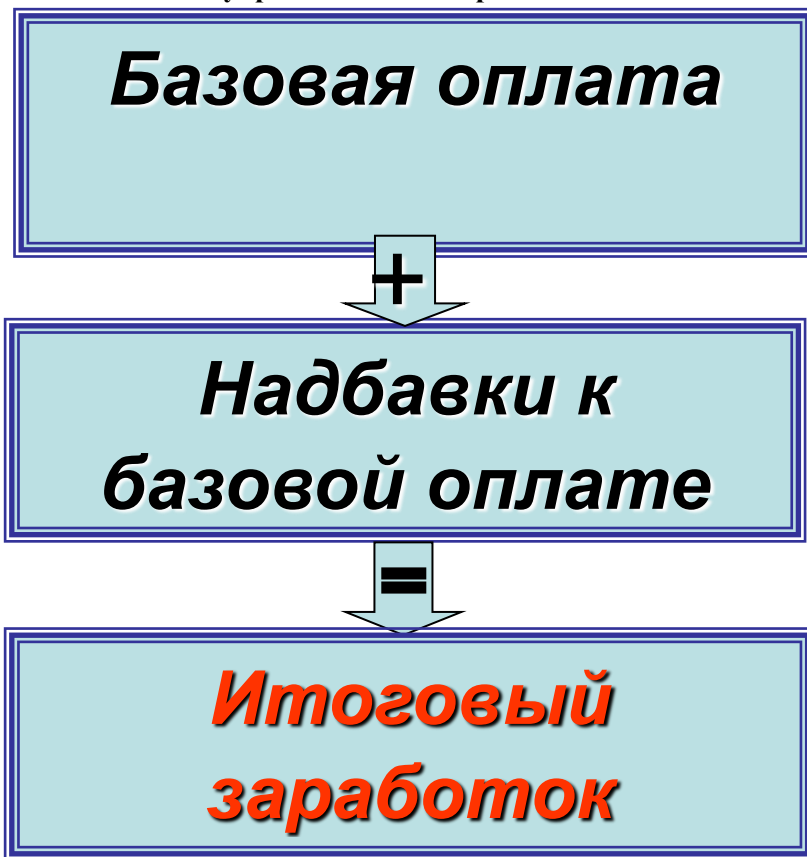 Базовая оплата
+
Надбавки к
базовой оплате
=
Итоговый
заработок